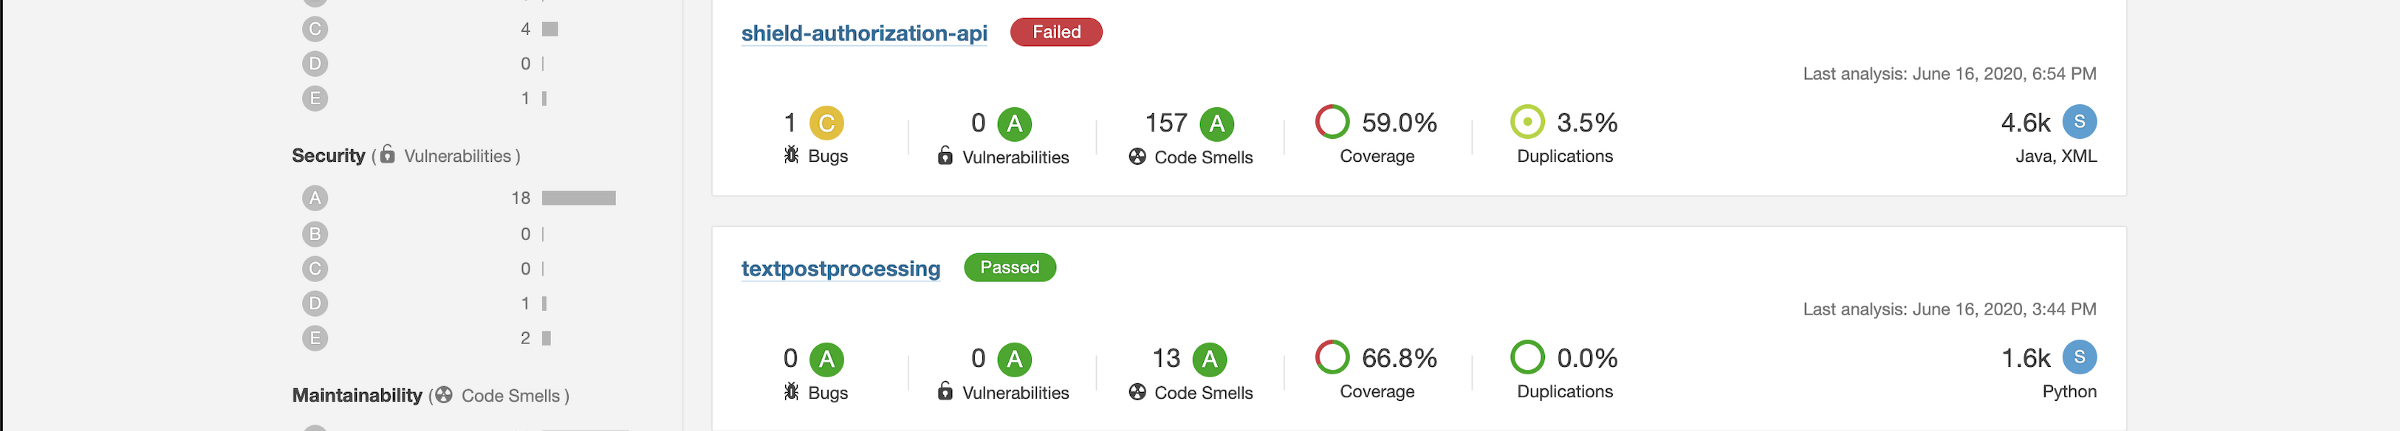 C 4
D 0
E 1
Security ( Vulnerabilities )
A 18
B 0
C 0
D 1
E 2
Maintainability ( Code Smells )
shield-authorization-api Failed
Last analysis: June 16, 2020, 6:54 PM
1 C 0 A 157 A 59.0% 3.5% 4.6k S
Bugs Vulnerabilities Code Smells Coverage Duplications Java, XML
textpostprocessing Passed
Last analysis: June 16, 2020, 3:44 PM
0 A 0 A 13 A 66.8% 0.0% 1.6k S
Bugs Vulnerabilities Code Smells Coverage Duplications Python